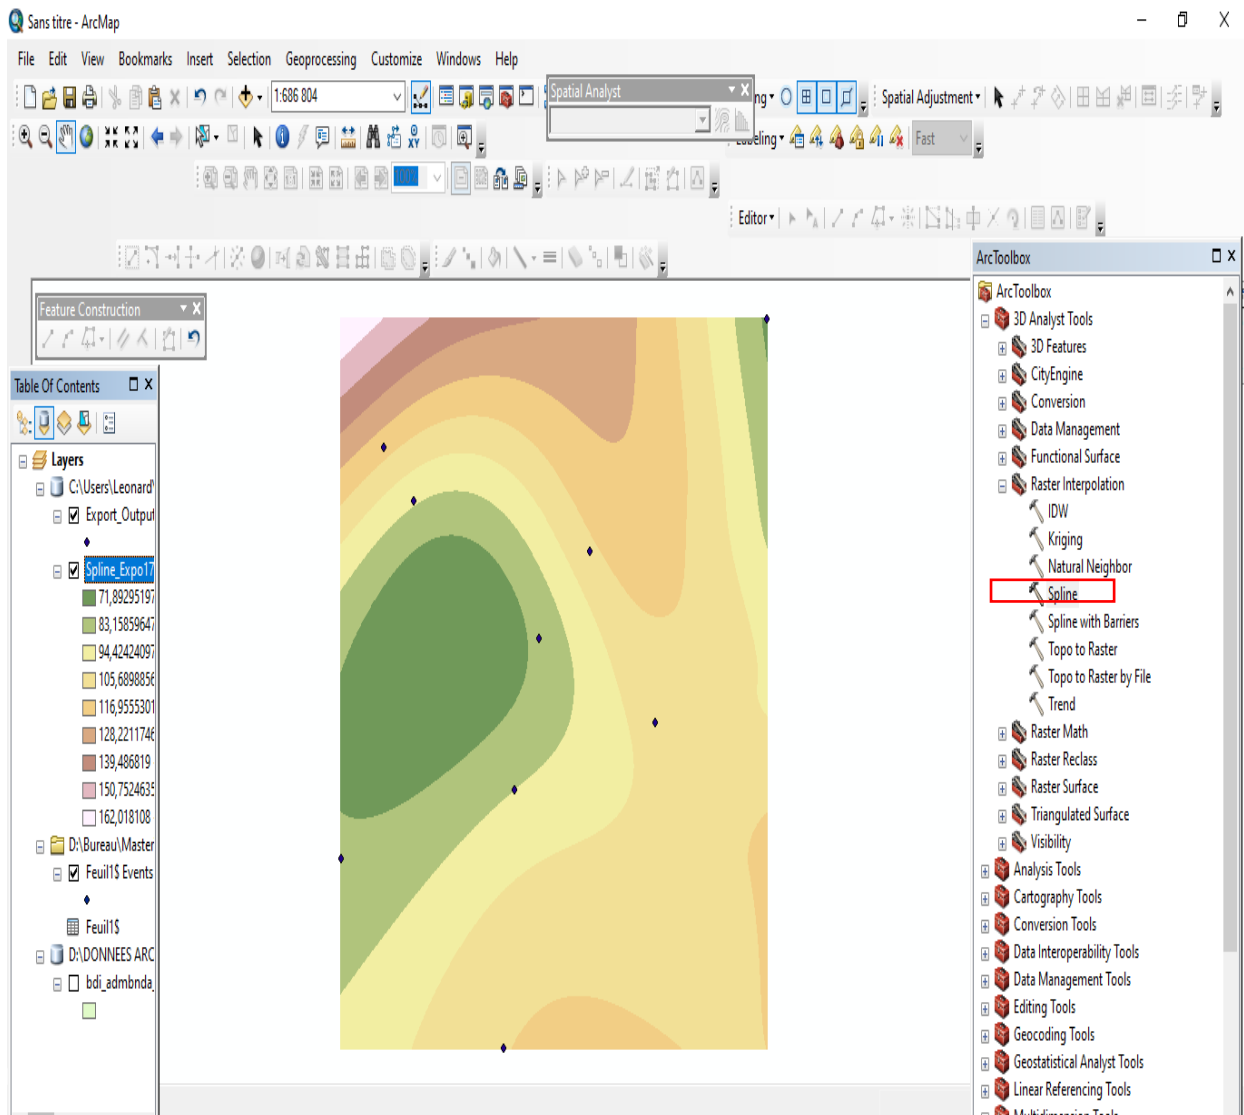 Sans titre - ArcMap
File Edit View Bookmarks Insert Selection Geoprocessing Customize Windows Help
1:686 804
Spatial Analyst
ng
Spatial Adjustment
Labeling
Fast
100%
Editor
ArcToolbox
Feature Construction
Table Of Contents
Layers
C:\Users\Leonard\
Export_Output
Spline_Expo17
71,89295197
83,15859647
94,42424097
105,6898856
116,9555301
128,2211746
139,486819
150,7524635
162,018108
D:\Bureau\Master
Feuil1$ Events
Feuil1$
D:\DONNEES ARC
bdi_admbnda_
ArcToolbox
3D Analyst Tools
3D Features
CityEngine
Conversion
Data Management
Functional Surface
Raster Interpolation
IDW
Kriging
Natural Neighbor
Spline
Spline with Barriers
Topo to Raster
Topo to Raster by File
Trend
Raster Math
Raster Reclass
Raster Surface
Triangulated Surface
Visibility
Analysis Tools
Cartography Tools
Conversion Tools
Data Interoperability Tools
Data Management Tools
Editing Tools
Geocoding Tools
Geostatistical Analyst Tools
Linear Referencing Tools
Multidimension Tools